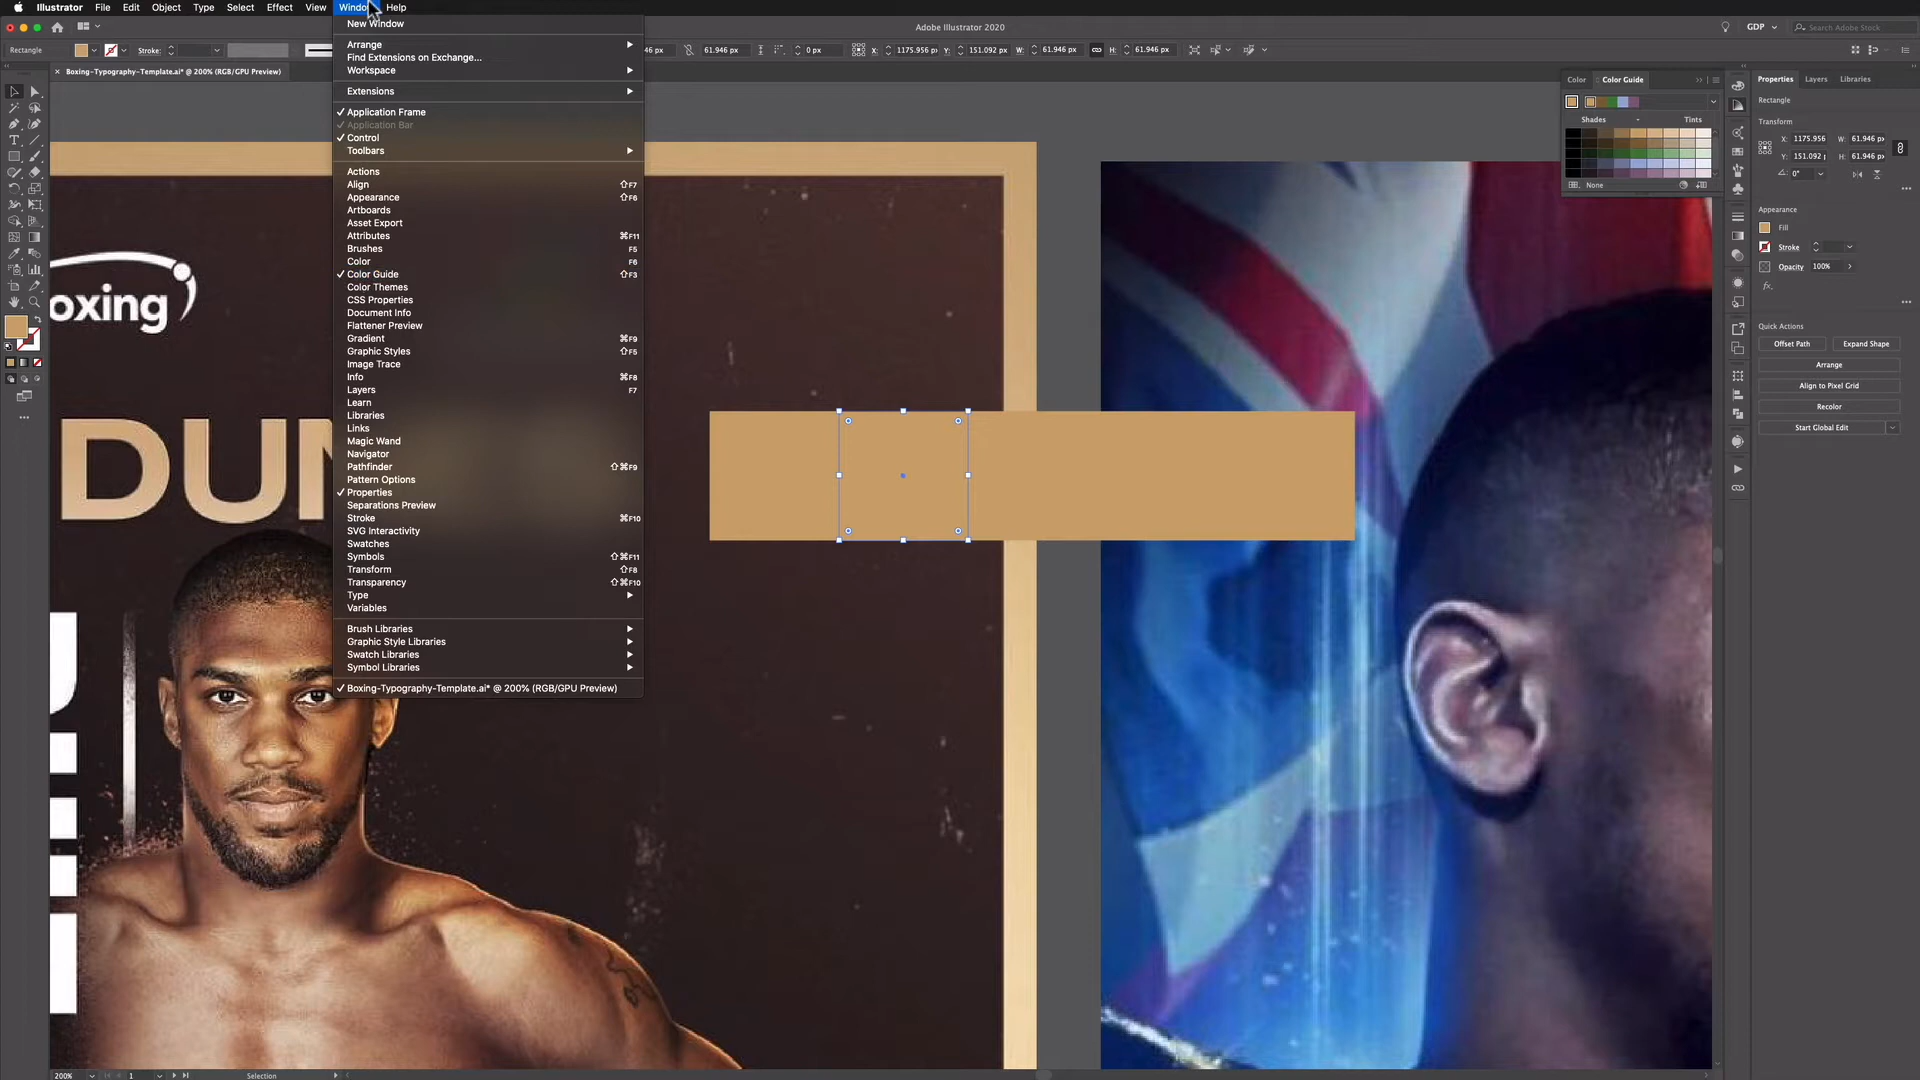 Illustrator File Edit Object Type Select Effect View Window Help
Adobe Illustrator 2020
GDP
Search Adobe Stock
Rectangle
Stroke:
61.946 px
0 px
X: 1175.956
Y: 151.092 px
W: 61.946 px
H: 61.946 px
× Boxing-Typography-Template.ai* @ 200% (RGB/GPU Preview)
New Window
Arrange
Find Extensions on Exchange...
Workspace
Extensions
✓ Application Frame
✓ Application Bar
✓ Control
Toolbars
Actions
Align ⇧F7
Appearance ⇧F6
Artboards
Asset Export
Attributes ⌘F11
Brushes F5
Color F6
✓ Color Guide ⇧F3
Color Themes
CSS Properties
Document Info
Flattener Preview
Gradient ⌘F9
Graphic Styles ⇧F5
Image Trace
Info ⌘F8
Layers F7
Learn
Libraries
Links
Magic Wand
Navigator
Pathfinder ⇧⌘F9
Pattern Options
✓ Properties
Separations Preview
Stroke ⌘F10
SVG Interactivity
Swatches
Symbols ⇧⌘F11
Transform ⇧F8
Transparency ⇧⌘F10
Type
Variables
Brush Libraries
Graphic Style Libraries
Swatch Libraries
Symbol Libraries
✓ Boxing-Typography-Template.ai* @ 200% (RGB/GPU Preview)
oxing
DUN
Color
Color Guide
Shades
Tints
None
Properties
Layers
Libraries
Rectangle
Transform
X: 1175.956
W: 61.946 px
Y: 151.092
H: 61.946 px
0°
Appearance
Fill
Stroke
Opacity 100%
fx.
Quick Actions
Offset Path
Expand Shape
Arrange
Align to Pixel Grid
Recolor
Start Global Edit
200%
1
Selection